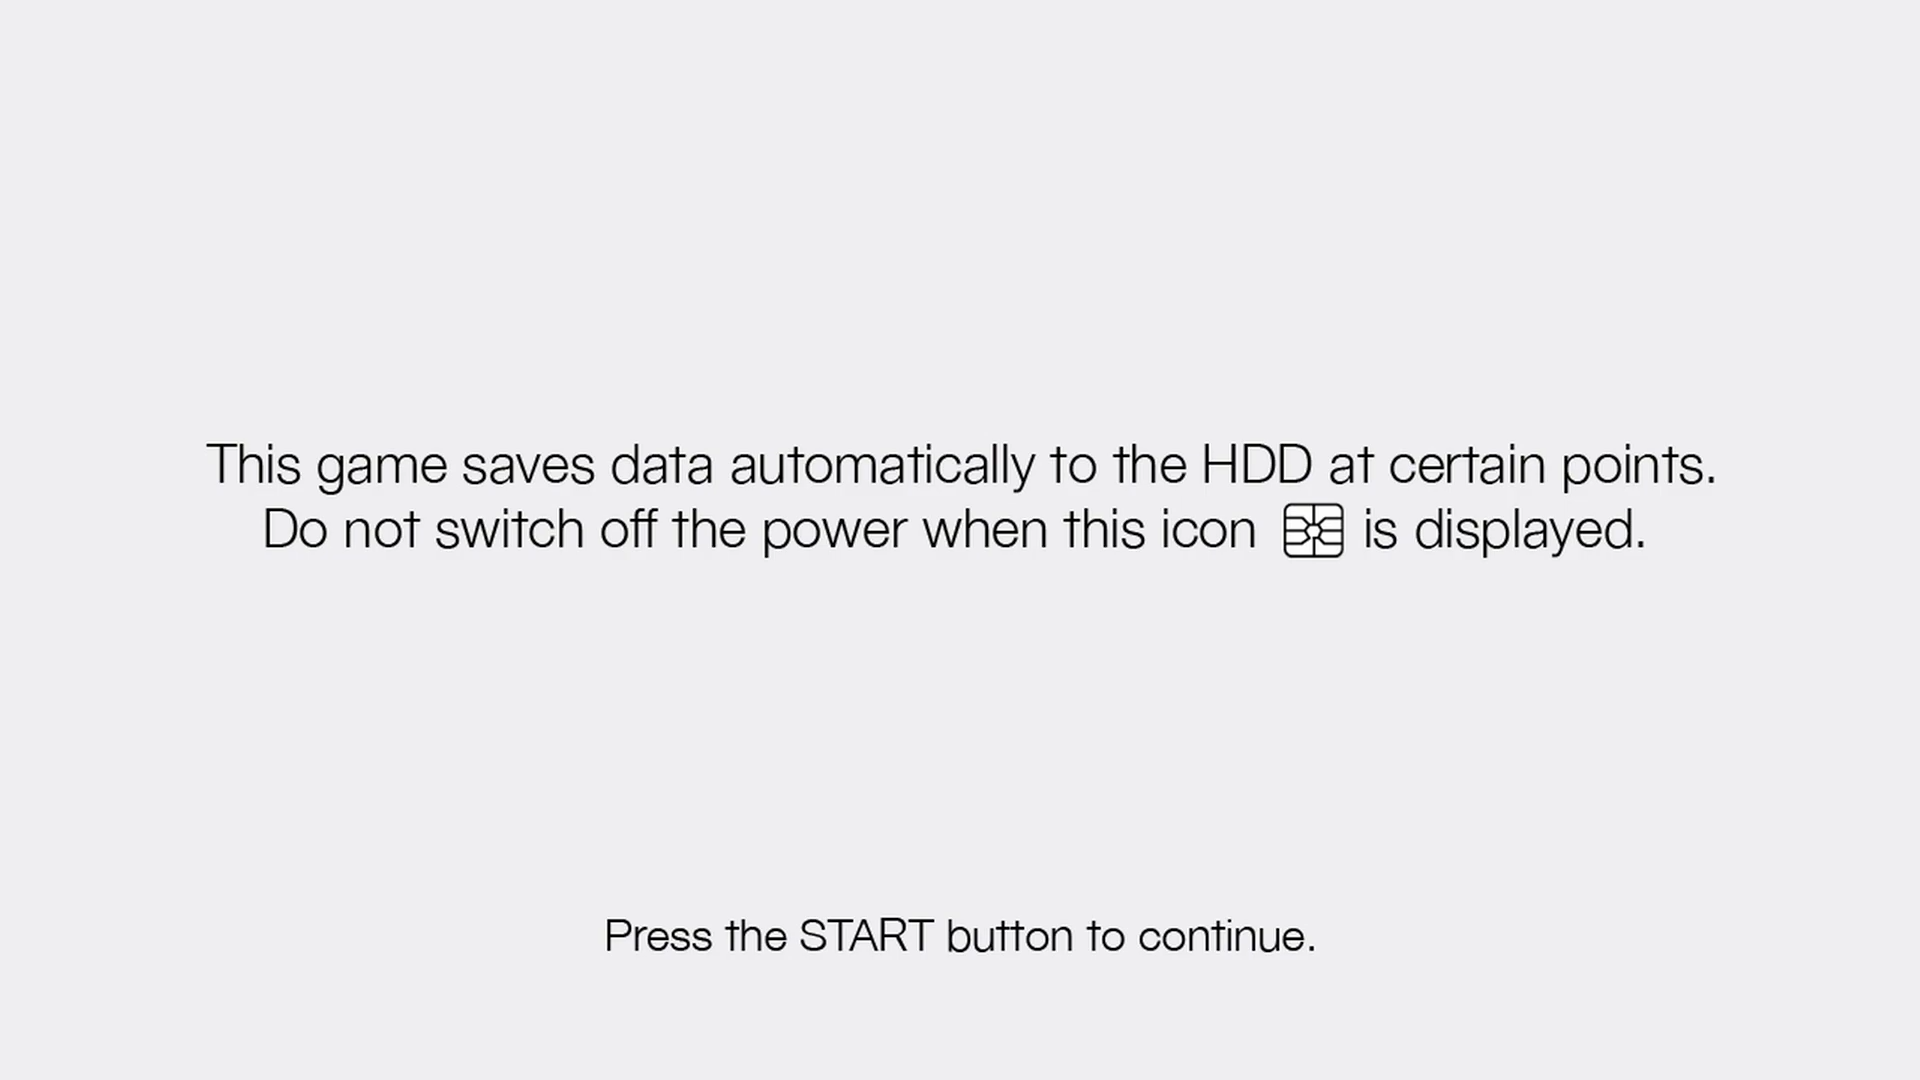 This game saves data automatically to the HDD at certain points.
Do not switch off the power when this icon is displayed.
Press the START button to continue.